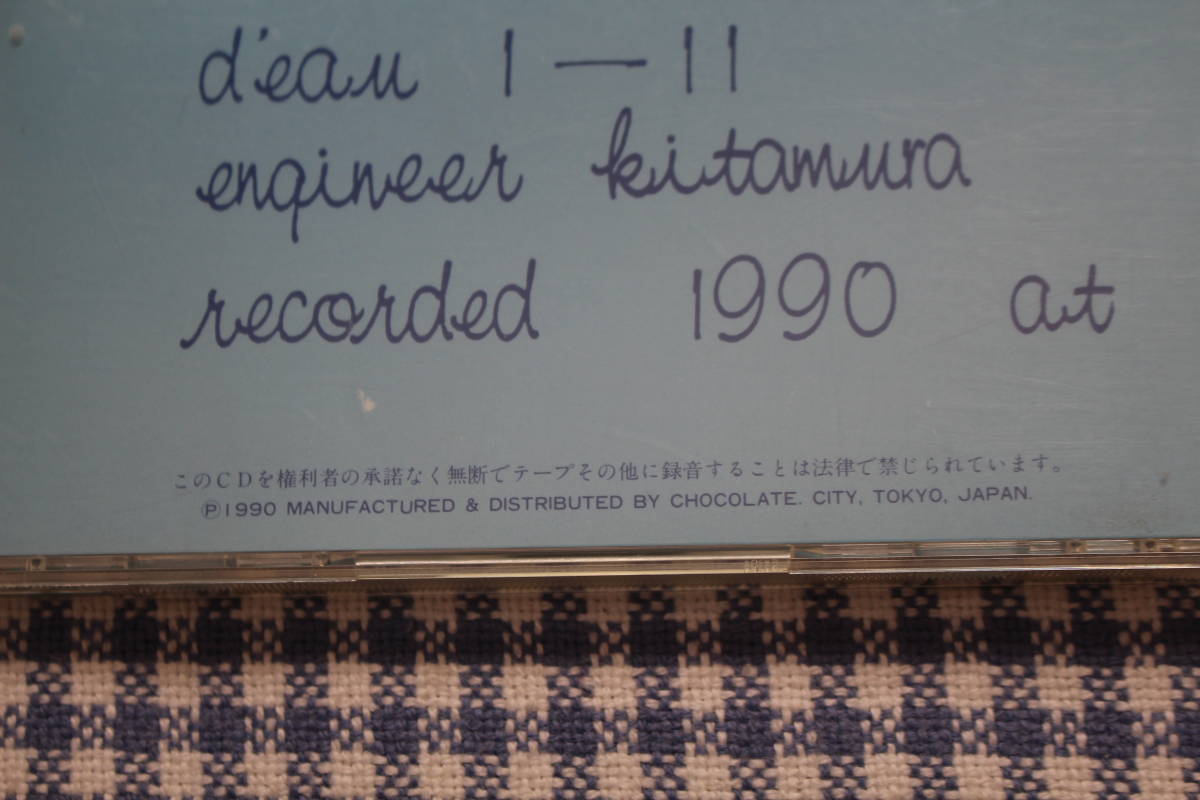 d'eau 1—11
engineer kitamura
recorded 1990 at
このCDを権利者の承諾なく無断でテープその他に録音することは法律で禁じられています。
Ⓟ1990 MANUFACTURED & DISTRIBUTED BY CHOCOLATE. CITY, TOKYO, JAPAN.